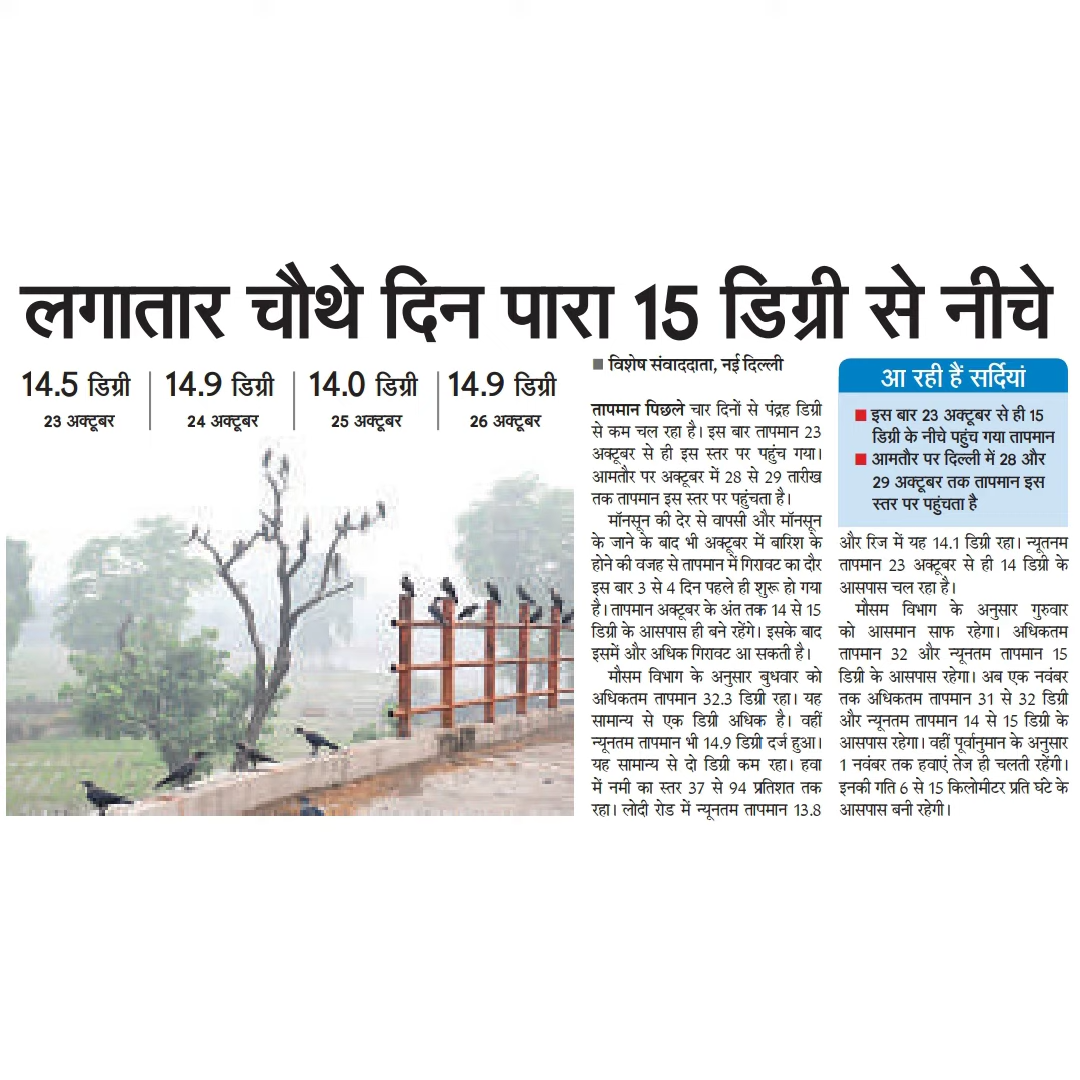 लगातार चौथे दिन पारा 15 डिग्री से नीचे
14.5 डिग्री
23 अक्टूबर
14.9 डिग्री
24 अक्टूबर
14.0 डिग्री
25 अक्टूबर
14.9 डिग्री
26 अक्टूबर
■ विशेष संवाददाता, नई दिल्ली
तापमान पिछले चार दिनों से पंद्रह डिग्री
से कम चल रहा है। इस बार तापमान 23
अक्टूबर से ही इस स्तर पर पहुंच गया।
आमतौर पर अक्टूबर में 28 से 29 तारीख
तक तापमान इस स्तर पर पहुंचता है।
मॉनसून की देर से वापसी और मॉनसून
के जाने के बाद भी अक्टूबर में बारिश के
होने की वजह से तापमान में गिरावट का दौर
इस बार 3 से 4 दिन पहले ही शुरू हो गया
है। तापमान अक्टूबर के अंत तक 14 से 15
डिग्री के आसपास ही बने रहेंगे। इसके बाद
इसमें और अधिक गिरावट आ सकती है।
मौसम विभाग के अनुसार बुधवार को
अधिकतम तापमान 32.3 डिग्री रहा। यह
सामान्य से एक डिग्री अधिक है। वहीं
न्यूनतम तापमान भी 14.9 डिग्री दर्ज हुआ।
यह सामान्य से दो डिग्री कम रहा। हवा
में नमी का स्तर 37 से 94 प्रतिशत तक
रहा। लोदी रोड में न्यूनतम तापमान 13.8
आ रही हैं सर्दियां
■ इस बार 23 अक्टूबर से ही 15
डिग्री के नीचे पहुंच गया तापमान
■ आमतौर पर दिल्ली में 28 और
29 अक्टूबर तक तापमान इस
स्तर पर पहुंचता है
और रिज में यह 14.1 डिग्री रहा। न्यूतनम
तापमान 23 अक्टूबर से ही 14 डिग्री के
आसपास चल रहा है।
मौसम विभाग के अनुसार गुरुवार
को आसमान साफ रहेगा। अधिकतम
तापमान 32 और न्यूनतम तापमान 15
डिग्री के आसपास रहेगा। अब एक नवंबर
तक अधिकतम तापमान 31 से 32 डिग्री
और न्यूनतम तापमान 14 से 15 डिग्री के
आसपास रहेगा। वहीं पूर्वानुमान के अनुसार
1 नवंबर तक हवाएं तेज ही चलती रहेंगी।
इनकी गति 6 से 15 किलोमीटर प्रति घंटे के
आसपास बनी रहेगी।